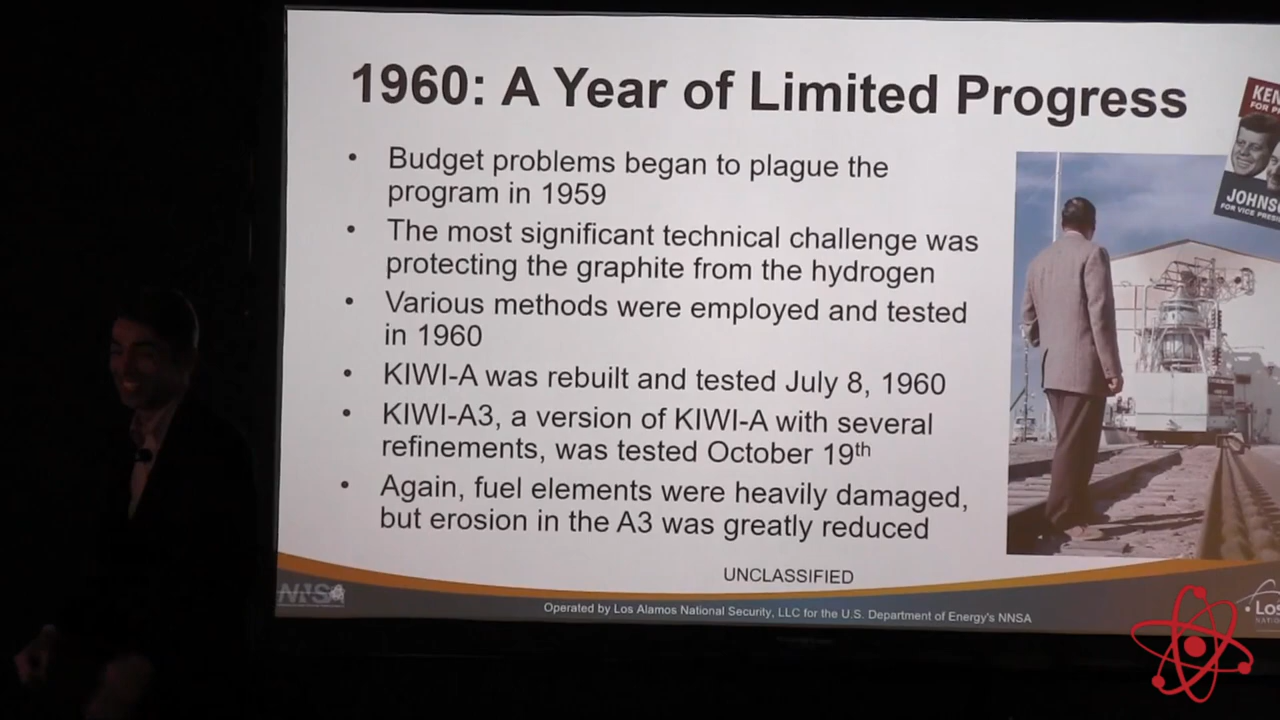 1960: A Year of Limited Progress
• Budget problems began to plague the
program in 1959
• The most significant technical challenge was
protecting the graphite from the hydrogen
• Various methods were employed and tested
in 1960
• KIWI-A was rebuilt and tested July 8, 1960
• KIWI-A3, a version of KIWI-A with several
refinements, was tested October 19th
• Again, fuel elements were heavily damaged,
but erosion in the A3 was greatly reduced
KEN
FOR P
JOHNS
FOR VICE PRES
UNCLASSIFIED
NNSA
Operated by Los Alamos National Security, LLC for the U.S. Department of Energy's NNSA
Los
NATI